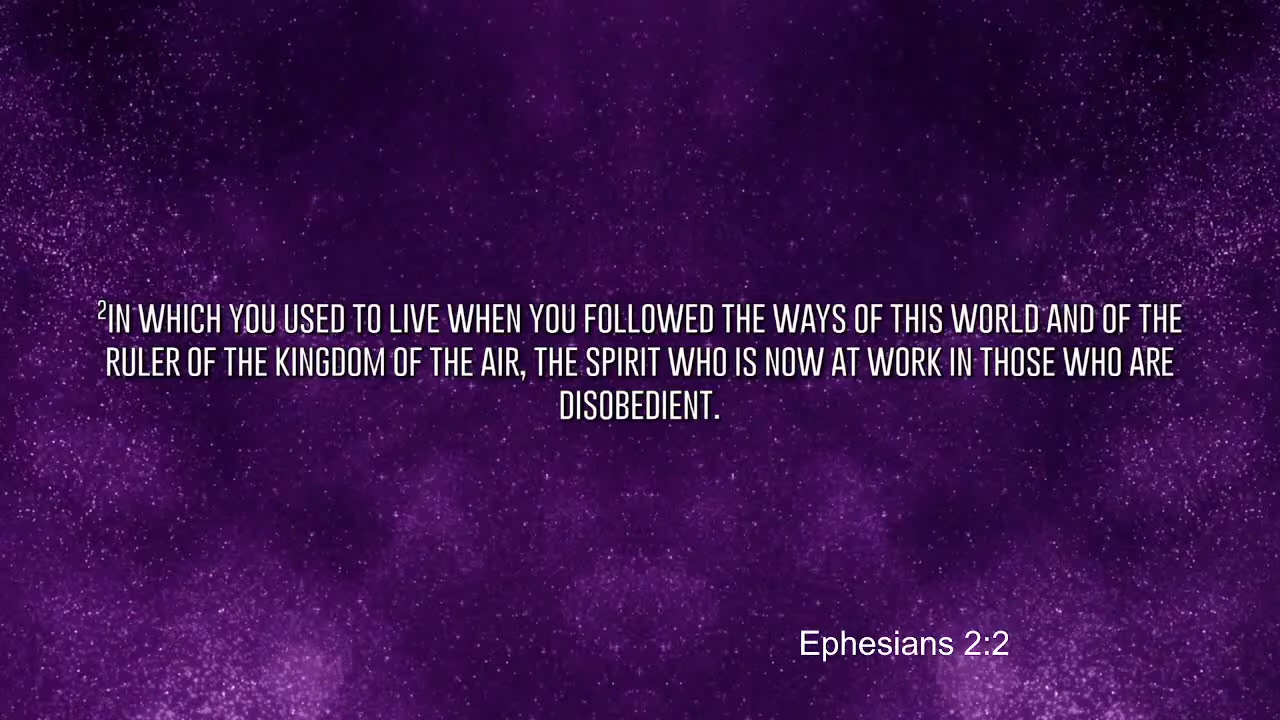 ²IN WHICH YOU USED TO LIVE WHEN YOU FOLLOWED THE WAYS OF THIS WORLD AND OF THE
RULER OF THE KINGDOM OF THE AIR, THE SPIRIT WHO IS NOW AT WORK IN THOSE WHO ARE
DISOBEDIENT.
Ephesians 2:2